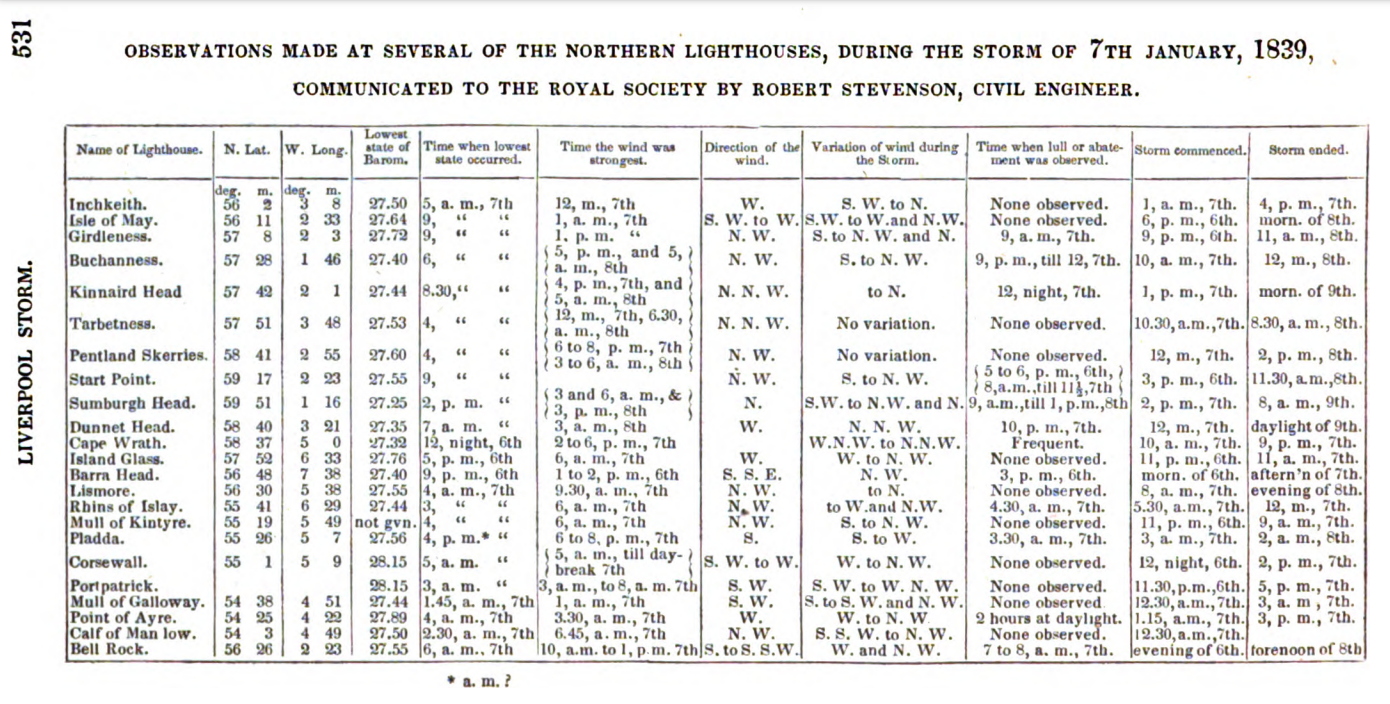 531
LIVERPOOL STORM.
OBSERVATIONS MADE AT SEVERAL OF THE NORTHERN LIGHTHOUSES, DURING THE STORM OF 7TH JANUARY, 1839,
COMMUNICATED TO THE ROYAL SOCIETY BY ROBERT STEVENSON, CIVIL ENGINEER.
Name of Lighthouse. N. Lat. W. Long. Lowest state of Barom. Time when lowest state occurred. Time the wind was strongest. Direction of the wind. Variation of wind during the Storm. Time when lull or abate-ment was observed. Storm commenced. Storm ended.
deg. m. deg. m.
Inchkeith. 56 2 3 8 27.50 5, a. m., 7th 12, m., 7th W. S. W. to N. None observed. 1, a. m., 7th. 4, p. m., 7th.
Isle of May. 56 11 2 33 27.64 9, “ “ 1, a. m., 7th S. W. to W. S.W. to W.and N.W. None observed. 6, p. m., 6th. morn. of 8th.
Girdleness. 57 8 2 3 27.72 9, “ “ 1. p. m. “ N. W. S. to N. W. and N. 9, a. m., 7th. 9, p. m., 6th. 11, a. m., 8th.
Buchanness. 57 28 1 46 27.40 6, “ “ { 5, p. m., and 5, a. m., 8th } N. W. S. to N. W. 9, p. m., till 12, 7th. 10, a. m., 7th. 12, m., 8th.
Kinnaird Head 57 42 2 1 27.44 8.30,“ “ { 4, p. m., 7th, and 5, a. m., 8th } N. N. W. to N. 12, night, 7th. 1, p. m., 7th. morn. of 9th.
Tarbetness. 57 51 3 48 27.53 4, “ “ { 12, m., 7th, 6.30, a. m., 8th } N. N. W. No variation. None observed. 10.30, a.m.,7th. 8.30, a. m., 8th.
Pentland Skerries. 58 41 2 55 27.60 4, “ “ { 6 to 8, p. m., 7th 3 to 6, a. m., 8th } N. W. No variation. None observed. 12, m., 7th. 2, p. m., 8th.
Start Point. 59 17 2 23 27.55 9, “ “ N. W. S. to N. W. { 5 to 6, p. m., 6th, 8,a.m.,till 11½,7th } 3, p. m., 6th. 11.30, a.m.,8th.
Sumburgh Head. 59 51 1 16 27.25 2, p. m. “ { 3 and 6, a. m., & 3, p. m., 8th } N. S.W. to N.W. and N. 9, a.m.,till 1, p.m.,8th 2, p. m., 7th. 8, a. m., 9th.
Dunnet Head. 58 40 3 21 27.35 7, a. m. “ 3, a. m., 8th W. N. N. W. 10, p. m., 7th. 12, m., 7th. daylight of 9th.
Cape Wrath. 58 37 5 0 27.32 12, night, 6th 2 to 6, p. m., 7th W.N.W. to N.N.W. Frequent. 10, a. m., 7th. 9, p. m., 7th.
Island Glass. 57 52 6 33 27.76 5, p. m., 6th 6, a. m., 7th W. W. to N. W. None observed. 11, p. m., 6th. 11, a. m., 7th.
Barra Head. 56 48 7 38 27.40 9, p. m., 6th 1 to 2, p. m., 6th S. S. E. N. W. 3, p. m., 6th. morn. of 6th. aftern'n of 7th.
Lismore. 56 30 5 38 27.55 4, a. m., 7th 9.30, a. m., 7th N. W. to N. None observed. 8, a. m., 7th. evening of 8th.
Rhins of Islay. 55 41 6 29 27.44 3, “ “ 6, a. m., 7th N. W. to W.and N.W. 4.30, a. m., 7th. 5.30, a.m.,7th. 12, m., 7th.
Mull of Kintyre. 55 19 5 49 not gvn. 4, “ “ 6, a. m., 7th N. W. S. to N. W. None observed. 11, p. m., 6th. 9, a. m., 7th.
Pladda. 55 26 5 7 27.56 4, p. m.* “ 6 to 8, p. m., 7th S. S. to W. 3.30, a. m., 7th. 3, a. m., 7th. 2, a. m., 8th.
Corsewall. 55 1 5 9 28.15 5, a. m. “ { 5, a. m., till day-break 7th } S. W. to W. W. to N. W. None observed. 12, night, 6th. 2, p. m., 7th.
Portpatrick. 28.15 3, a. m. “ 3, a. m., to 8, a. m. 7th S. W. S. W. to W. N. W. None observed. 11.30,p.m.,6th. 5, p. m., 7th.
Mull of Galloway. 54 38 4 51 27.44 1.45, a. m., 7th 1, a. m., 7th S. W. S. to S. W. and N. W. None observed 12.30, a.m.,7th. 3, a. m , 7th.
Point of Ayre. 54 25 4 22 27.89 4, a. m., 7th 3.30, a. m., 7th W. W. to N. W 2 hours at daylight. 1.15, a. m., 7th. 3, p. m., 7th.
Calf of Man low. 54 3 4 49 27.50 2.30, a. m., 7th 6.45, a. m., 7th N. W. S. S. W. to N. W. None observed. 12.30,a.m.,7th.
Bell Rock. 56 26 2 23 27.55 6, a. m.. 7th 10, a.m. to 1, p.m. 7th S. to S. S.W. W. and N. W. 7 to 8, a. m., 7th. evening of 6th. forenoon of 8th
* a. m. ?